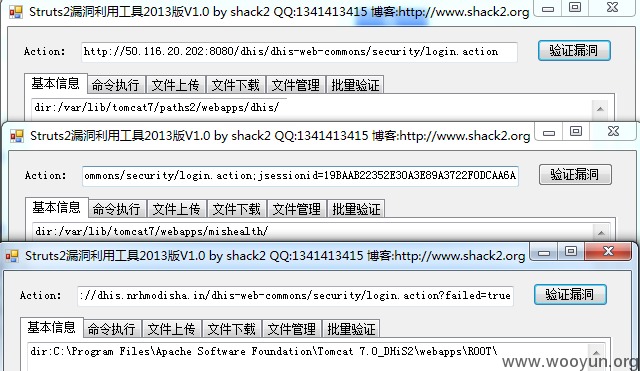 Struts2漏洞利用工具2013版V1.0 by shack2 QQ:1341413415 博客:http://www.shack2.org
Action: http://50.116.20.202:8080/dhis/dhis-web-commons/security/login.action 验证漏洞
基本信息 命令执行 文件上传 文件下载 文件管理 批量验证
dir:/var/lib/tomcat7/paths2/webapps/dhis/
Struts2漏洞利用工具2013版V1.0 by shack2 QQ:1341413415 博客:http://www.shack2.org
Action: ommons/security/login.action;jsessionid=19BAAB22352E30A3E89A3722F0DCAA6A 验证漏洞
基本信息 命令执行 文件上传 文件下载 文件管理 批量验证
dir:/var/lib/tomcat7/webapps/mishealth/
Struts2漏洞利用工具2013版V1.0 by shack2 QQ:1341413415 博客:http://www.shack2.org
Action: ://dhis.nrhmodisha.in/dhis-web-commons/security/login.action?failed=true 验证漏洞
基本信息 命令执行 文件上传 文件下载 文件管理 批量验证
dir:C:\Program Files\Apache Software Foundation\Tomcat 7.0_DHiS2\webapps\ROOT\
www.wooyun.org